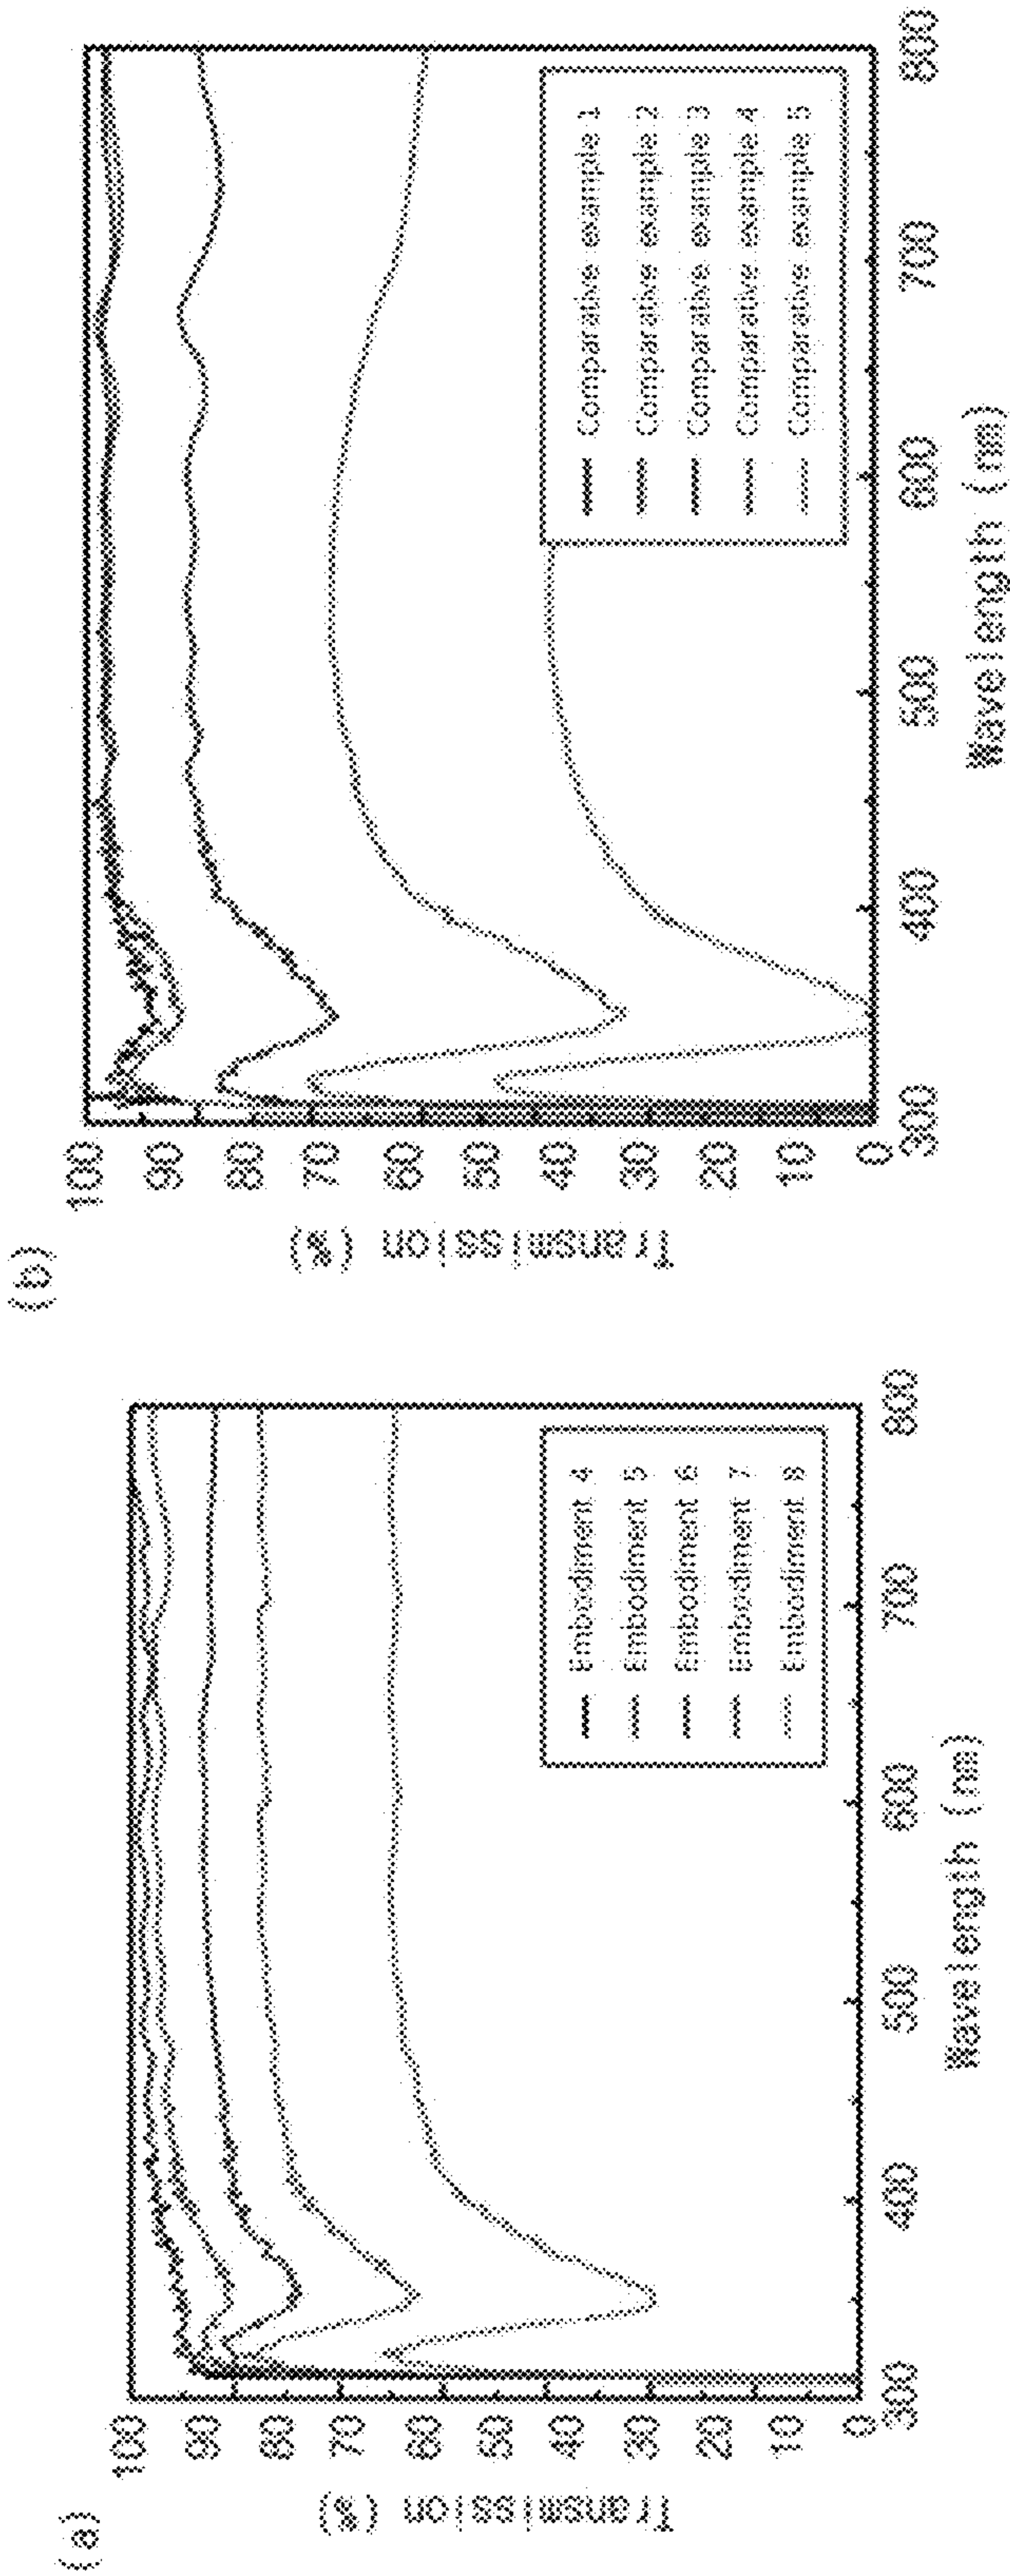 (a)
Transmission (%)
100
90
80
70
60
50
40
30
20
10
0
300
400
500
600
700
800
Wavelength (nm)
Embodiment 4
Embodiment 5
Embodiment 6
Embodiment 7
Embodiment 8
(b)
Transmission (%)
100
90
80
70
60
50
40
30
20
10
0
300
400
500
600
700
800
Wavelength (nm)
Comparative example 1
Comparative example 2
Comparative example 3
Comparative example 4
Comparative example 5